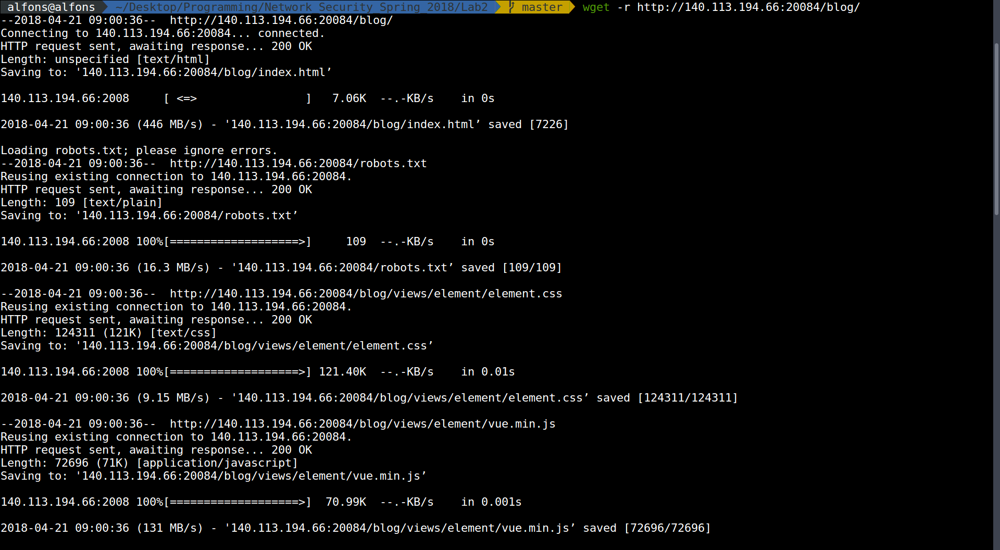 alfons@alfons ~/Desktop/Programming/Network_Security_Spring_2018/Lab2 master wget -r http://140.113.194.66:20084/blog/
--2018-04-21 09:00:36--  http://140.113.194.66:20084/blog/
Connecting to 140.113.194.66:20084... connected.
HTTP request sent, awaiting response... 200 OK
Length: unspecified [text/html]
Saving to: '140.113.194.66:20084/blog/index.html’
140.113.194.66:2008     [ <=>                ]   7.06K  --.-KB/s    in 0s
2018-04-21 09:00:36 (446 MB/s) - '140.113.194.66:20084/blog/index.html’ saved [7226]
Loading robots.txt; please ignore errors.
--2018-04-21 09:00:36--  http://140.113.194.66:20084/robots.txt
Reusing existing connection to 140.113.194.66:20084.
HTTP request sent, awaiting response... 200 OK
Length: 109 [text/plain]
Saving to: '140.113.194.66:20084/robots.txt’
140.113.194.66:2008 100%[===================>]     109  --.-KB/s    in 0s
2018-04-21 09:00:36 (16.3 MB/s) - '140.113.194.66:20084/robots.txt’ saved [109/109]
--2018-04-21 09:00:36--  http://140.113.194.66:20084/blog/views/element/element.css
Reusing existing connection to 140.113.194.66:20084.
HTTP request sent, awaiting response... 200 OK
Length: 124311 (121K) [text/css]
Saving to: '140.113.194.66:20084/blog/views/element/element.css’
140.113.194.66:2008 100%[===================>] 121.40K  --.-KB/s    in 0.01s
2018-04-21 09:00:36 (9.15 MB/s) - '140.113.194.66:20084/blog/views/element/element.css’ saved [124311/124311]
--2018-04-21 09:00:36--  http://140.113.194.66:20084/blog/views/element/vue.min.js
Reusing existing connection to 140.113.194.66:20084.
HTTP request sent, awaiting response... 200 OK
Length: 72696 (71K) [application/javascript]
Saving to: '140.113.194.66:20084/blog/views/element/vue.min.js’
140.113.194.66:2008 100%[===================>]  70.99K  --.-KB/s    in 0.001s
2018-04-21 09:00:36 (131 MB/s) - '140.113.194.66:20084/blog/views/element/vue.min.js’ saved [72696/72696]